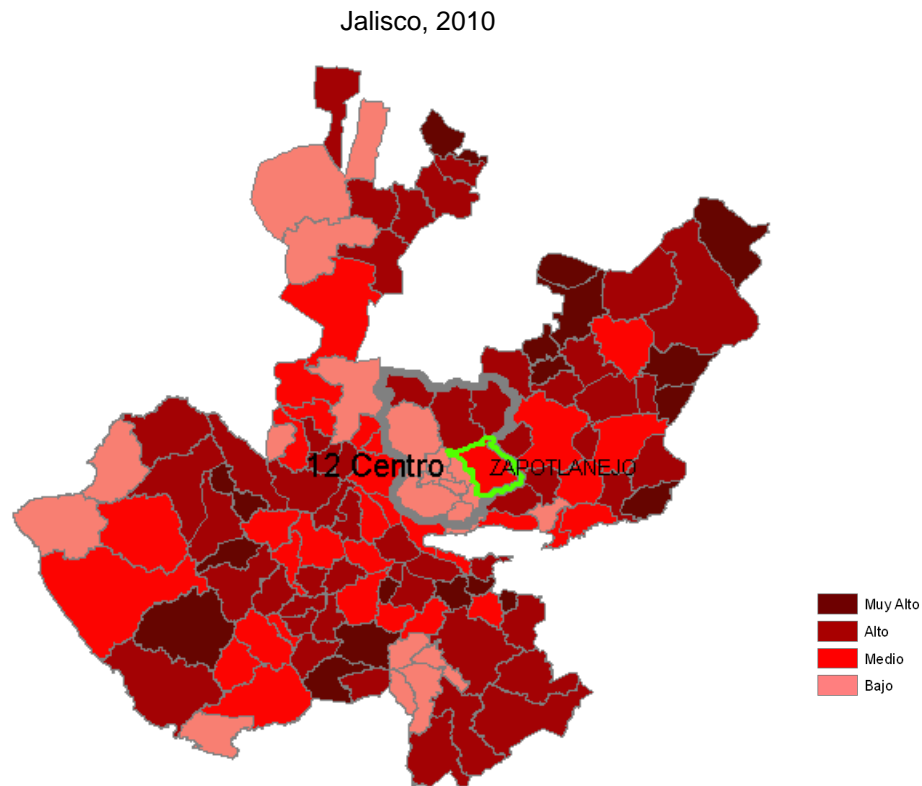 Jalisco, 2010
12 Centro
ZAPOTLANEJO
Muy Alto
Alto
Medio
Bajo